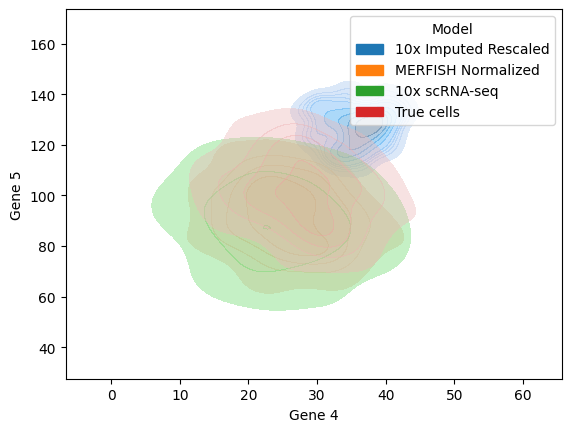 Model
10x Imputed Rescaled
MERFISH Normalized
10x scRNA-seq
True cells
160
140
120
100
80
60
40
Gene 5
0
10
20
30
40
50
60
Gene 4